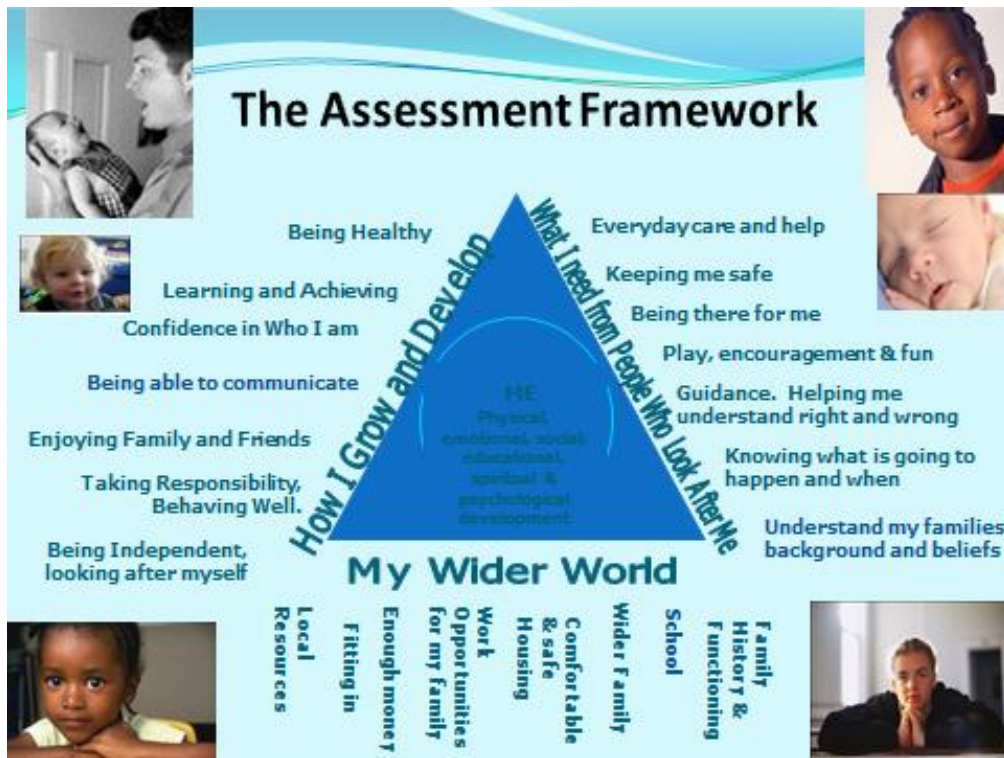 The Assessment Framework
Being Healthy
Learning and Achieving
Confidence in Who I am
Being able to communicate
Enjoying Family and Friends
Taking Responsibility,
Behaving Well.
Being Independent,
looking after myself
How I Grow and Develop
ME
Physical,
emotional, social,
educational,
spiritual &
psychological
development
What I need from People Who Look After Me
Everyday care and help
Keeping me safe
Being there for me
Play, encouragement & fun
Guidance. Helping me
understand right and wrong
Knowing what is going to
happen and when
Understand my families
background and beliefs
My Wider World
Local
Resources
Fitting in
Enough money
Work
Opportunities
for my family
Comfortable
& safe
Housing
Wider Family
School
Family
History &
Functioning